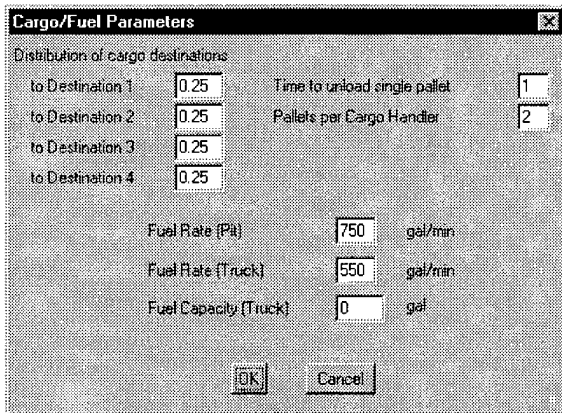 Cargo/Fuel Parameters
Distribution of cargo destinations
to Destination 1 0.25 Time to unload single pallet 1
to Destination 2 0.25 Pallets per Cargo Handler 2
to Destination 3 0.25
to Destination 4 0.25
Fuel Rate (Pit) 750 gal/min
Fuel Rate (Truck) 550 gal/min
Fuel Capacity (Truck) 0 gal
OK Cancel